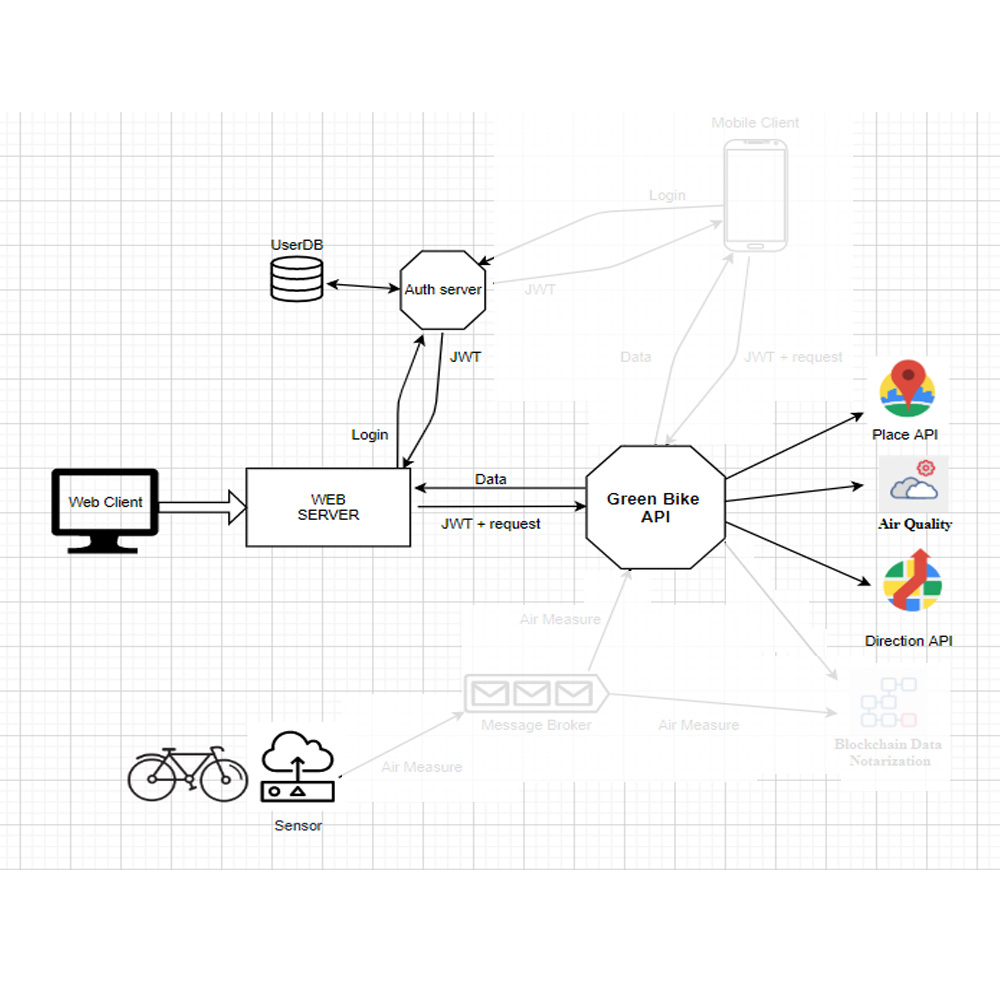 Mobile Client
Login
UserDB
Auth server
JWT
JWT
Data
JWT + request
Login
Place API
Web Client
WEB
SERVER
Data
JWT + request
Green Bike
API
Air Quality
Air Measure
Direction API
Message Broker
Air Measure
Blockchain Data
Notarization
Air Measure
Sensor